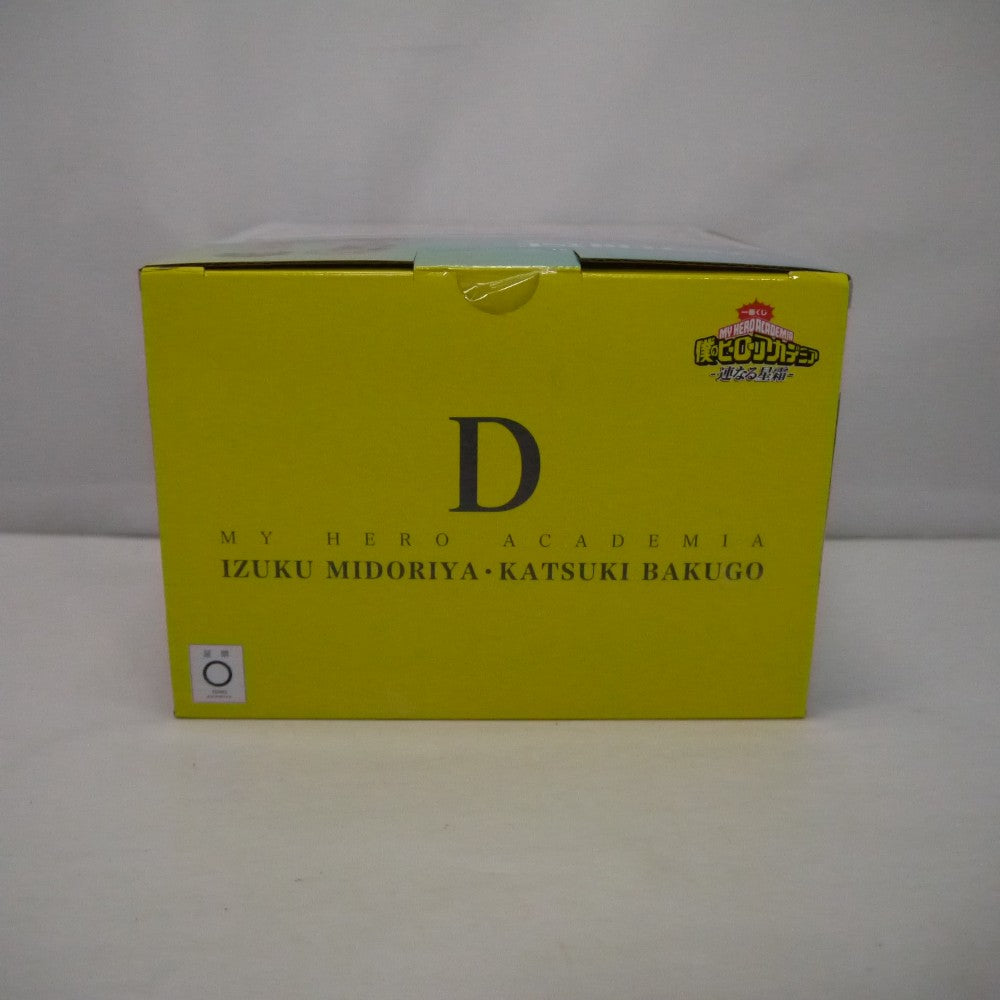 一番くじ
MY HERO ACADEMIA
僕のヒーローアカデミア
-連なる星霜-
D
MY HERO ACADEMIA
IZUKU MIDORIYA・KATSUKI BAKUGO